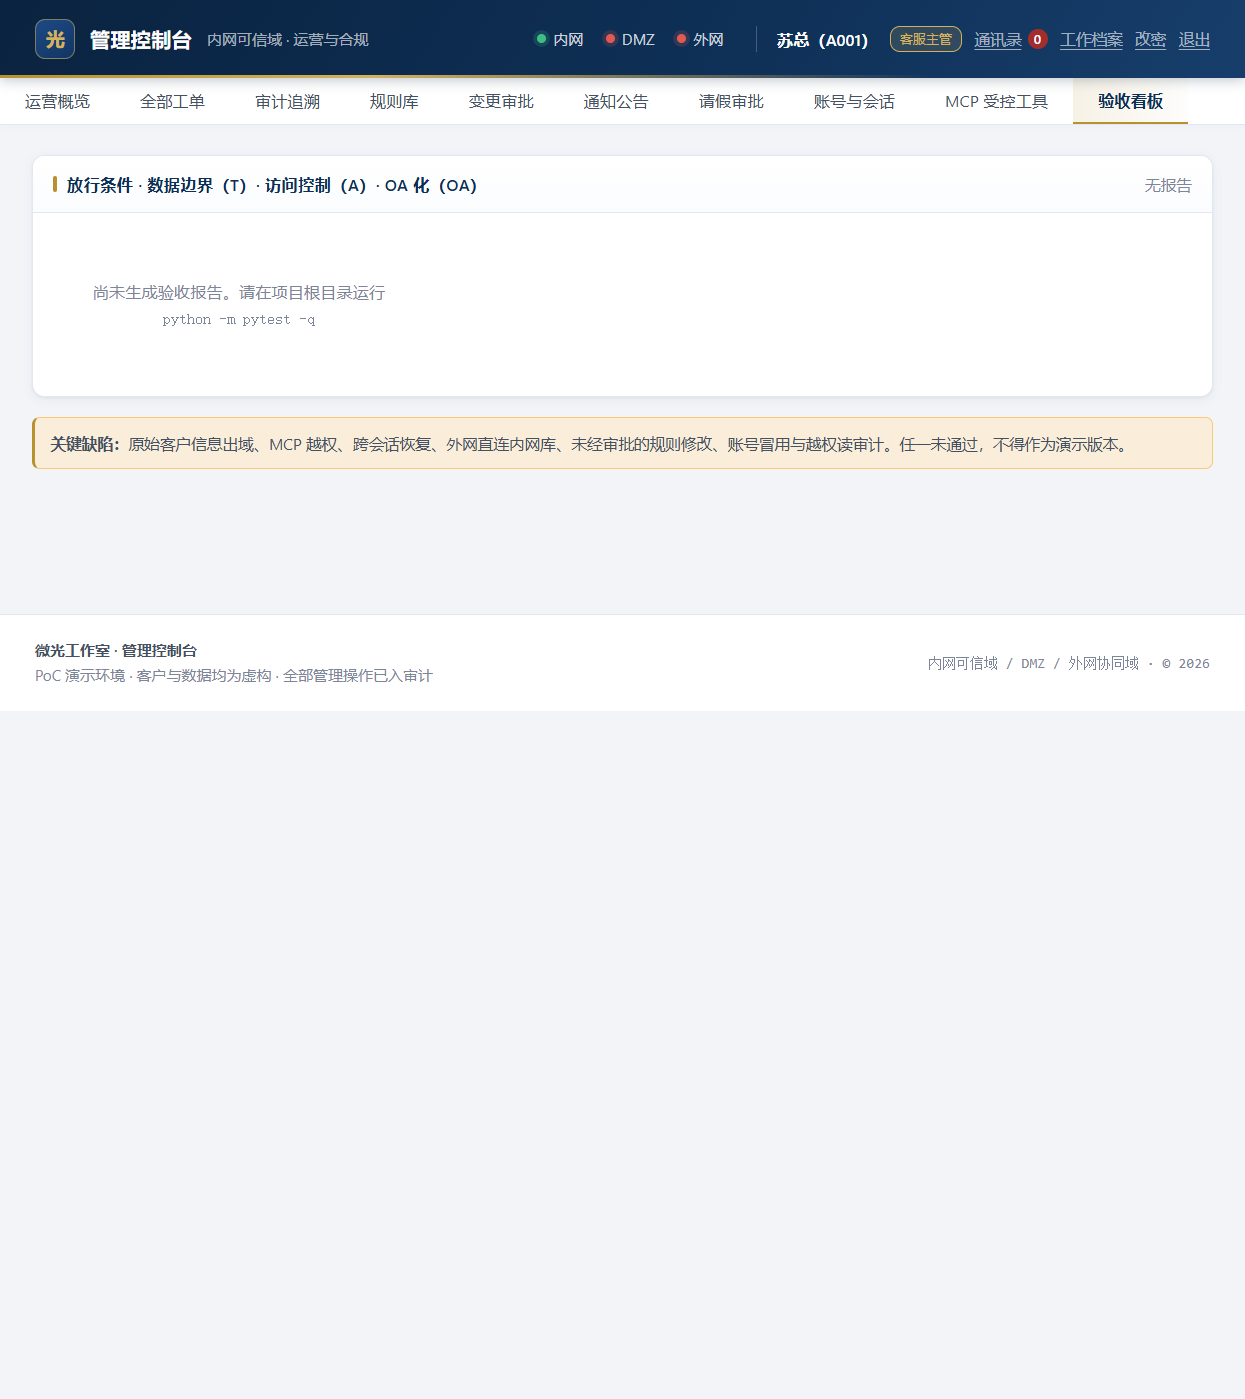 光 管理控制台 内网可信域 · 运营与合规 内网 DMZ 外网 苏总（A001） 客服主管 通讯录 0 工作档案 改密 退出
运营概览 全部工单 审计追溯 规则库 变更审批 通知公告 请假审批 账号与会话 MCP 受控工具 验收看板
放行条件 · 数据边界（T）· 访问控制（A）· OA 化（OA） 无报告
尚未生成验收报告。请在项目根目录运行
python -m pytest -q
关键缺陷：原始客户信息出域、MCP 越权、跨会话恢复、外网直连内网库、未经审批的规则修改、账号冒用与越权读审计。任一未通过，不得作为演示版本。
微光工作室 · 管理控制台
PoC 演示环境 · 客户与数据均为虚构 · 全部管理操作已入审计
内网可信域 / DMZ / 外网协同域 · © 2026